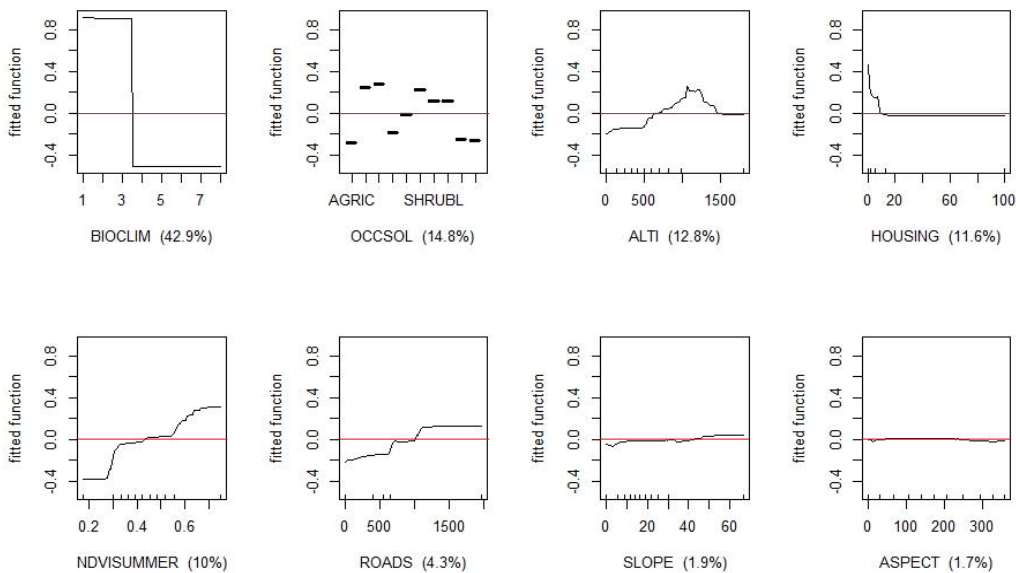 fitted function
-0.4 0.0 0.4 0.8
1 3 5 7
BIOCLIM (42.9%)
fitted function
-0.4 0.0 0.4 0.8
AGRIC SHRUBL
OCCSOL (14.8%)
fitted function
-0.4 0.0 0.4 0.8
0 500 1500
ALTI (12.8%)
fitted function
-0.4 0.0 0.4 0.8
0 20 60 100
HOUSING (11.6%)
fitted function
-0.4 0.0 0.4 0.8
0.2 0.4 0.6
NDVISUMMER (10%)
fitted function
-0.4 0.0 0.4 0.8
0 500 1500
ROADS (4.3%)
fitted function
-0.4 0.0 0.4 0.8
0 20 40 60
SLOPE (1.9%)
fitted function
-0.4 0.0 0.4 0.8
0 100 200 300
ASPECT (1.7%)